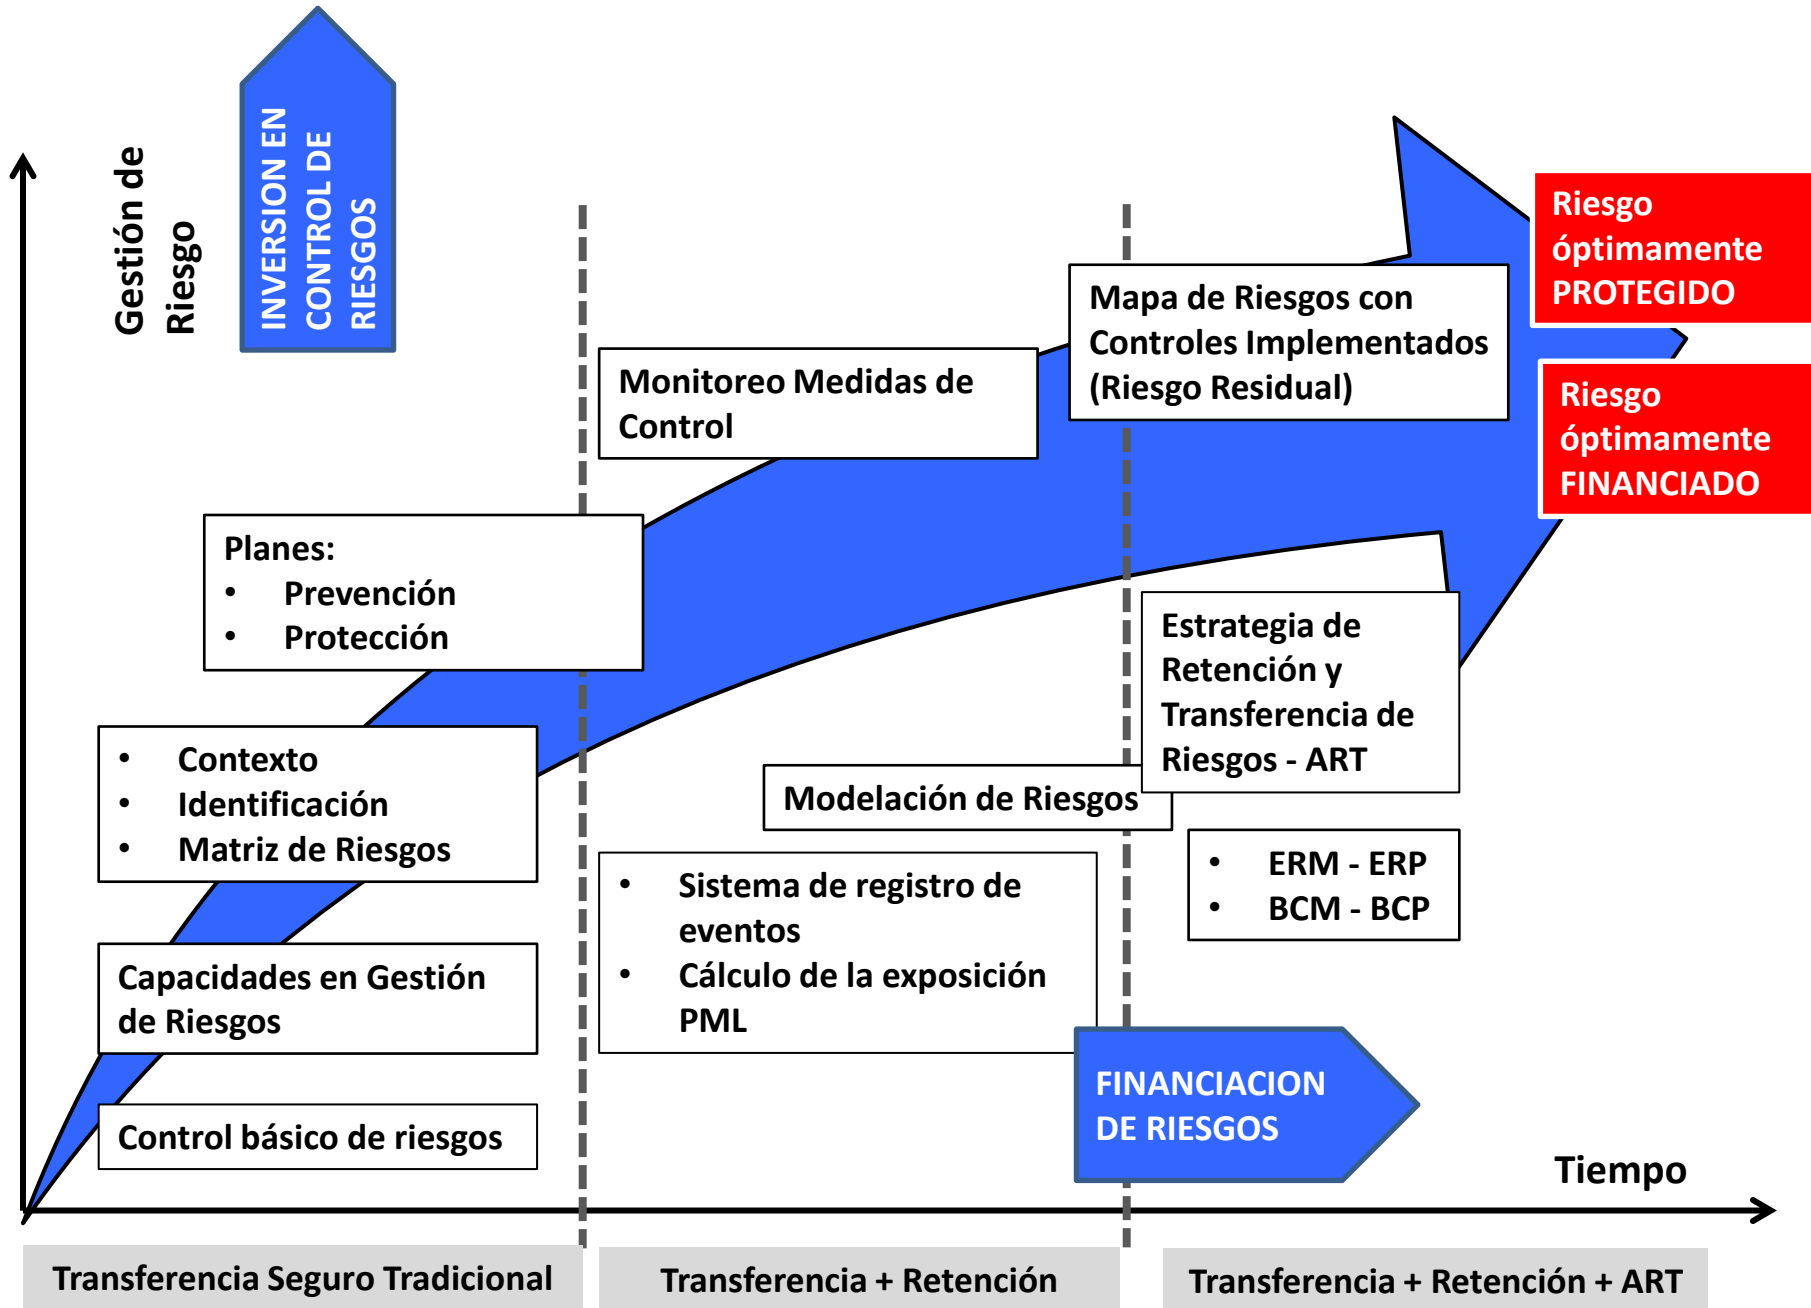 Gestión de
Riesgo
INVERSION EN
CONTROL DE
RIESGOS
Riesgo
óptimamente
PROTEGIDO
Mapa de Riesgos con
Controles Implementados
(Riesgo Residual)
Monitoreo Medidas de
Control
Riesgo
óptimamente
FINANCIADO
Planes:
• Prevención
• Protección
Estrategia de
Retención y
Transferencia de
Riesgos - ART
• Contexto
• Identificación
• Matriz de Riesgos
Modelación de Riesgos
• ERM - ERP
• BCM - BCP
• Sistema de registro de
eventos
• Cálculo de la exposición
PML
Capacidades en Gestión
de Riesgos
FINANCIACION
DE RIESGOS
Control básico de riesgos
Tiempo
Transferencia Seguro Tradicional
Transferencia + Retención
Transferencia + Retención + ART